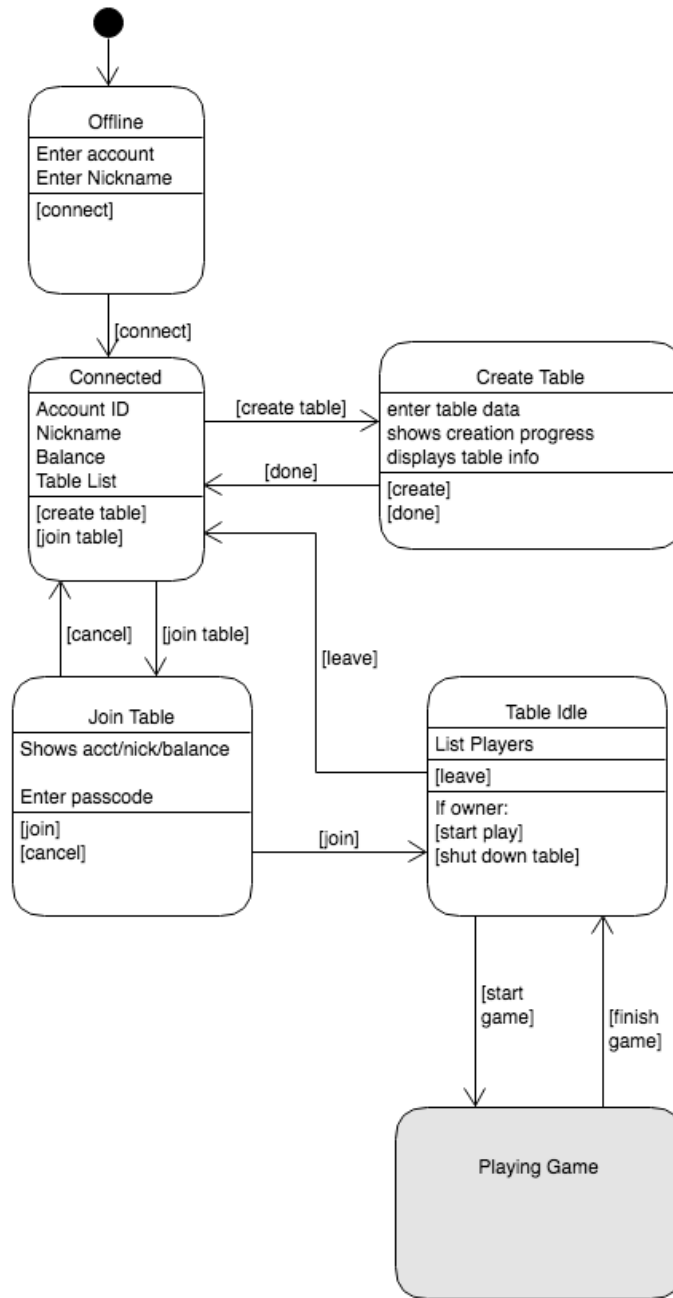 Offline
Enter account
Enter Nickname
[connect]
[connect]
Connected
Account ID
Nickname
Balance
Table List
[create table]
[join table]
[create table]
[done]
Create Table
enter table data
shows creation progress
displays table info
[create]
[done]
[cancel]
[join table]
[leave]
Join Table
Shows acct/nick/balance
Enter passcode
[join]
[cancel]
[join]
Table Idle
List Players
[leave]
If owner:
[start play]
[shut down table]
[start
game]
[finish
game]
Playing Game